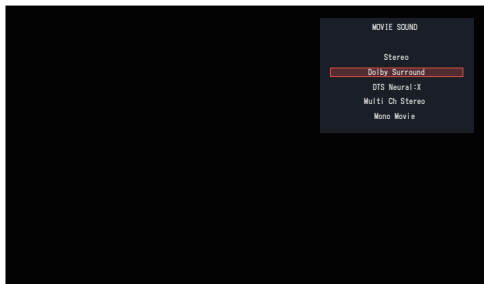 MOVIE SOUND
Stereo
Dolby Surround
DTS Neural:X
Multi Ch Stereo
Mono Movie